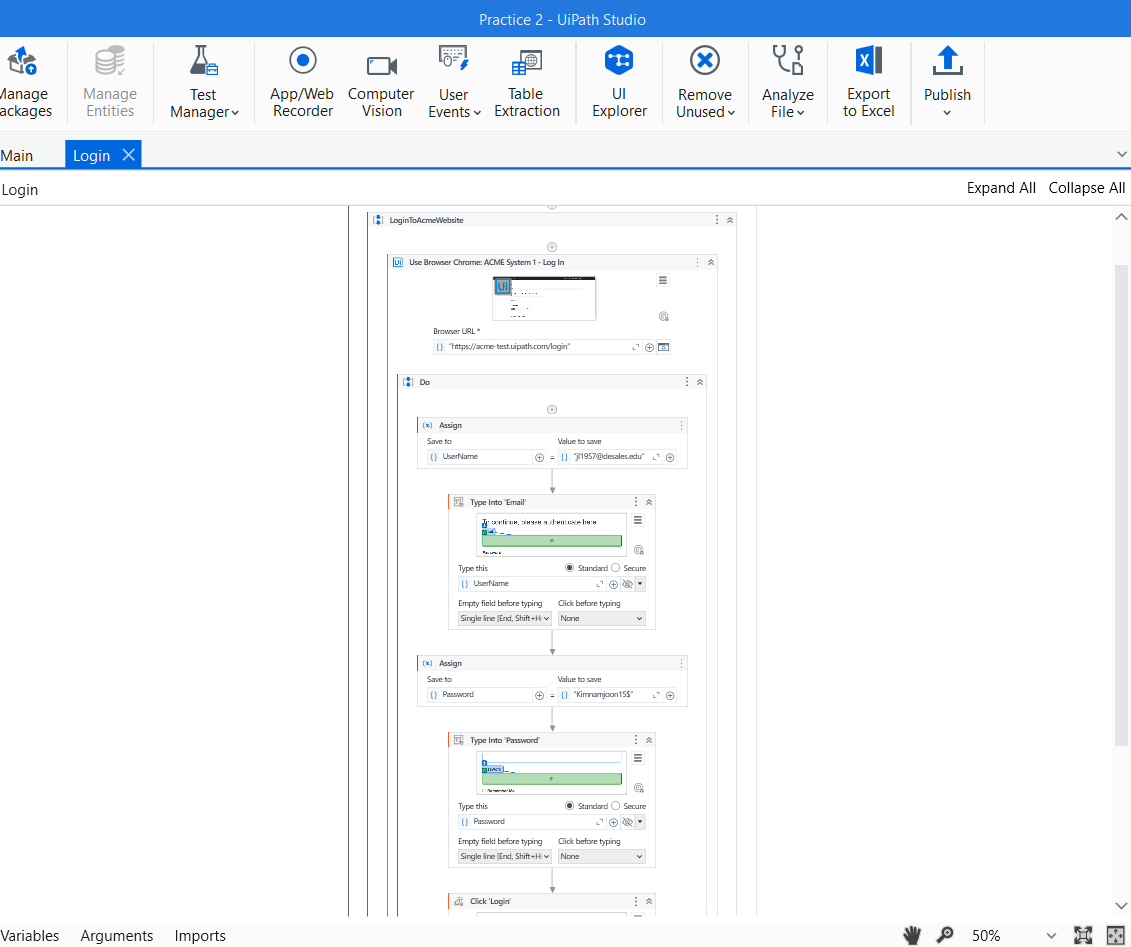 Practice 2 - UiPath Studio
Manage
ackages
Manage
Entities
Test
Manager
App/Web
Recorder
Computer
Vision
User
Events
Table
Extraction
UI
Explorer
Remove
Unused
Analyze
File
Export
to Excel
Publish
Main
Login
Login
Expand All Collapse All
LoginToAcmeWebsite
Use Browser Chrome: ACME System 1 - Log In
Browser URL *
"https://acme-test.uipath.com/login"
Do
Assign
Save to Value to save
UserName = "jl1957@desales.edu"
Type Into 'Email'
To continue, please authenticate here
Type this Standard Secure
UserName
Empty field before typing Click before typing
Single line [End, Shift+H None
Assign
Save to Value to save
Password = "Kimnamjoon15$"
Type Into 'Password'
Type this Standard Secure
Password
Empty field before typing Click before typing
Single line [End, Shift+H None
Click 'Login'
Variables Arguments Imports
50%